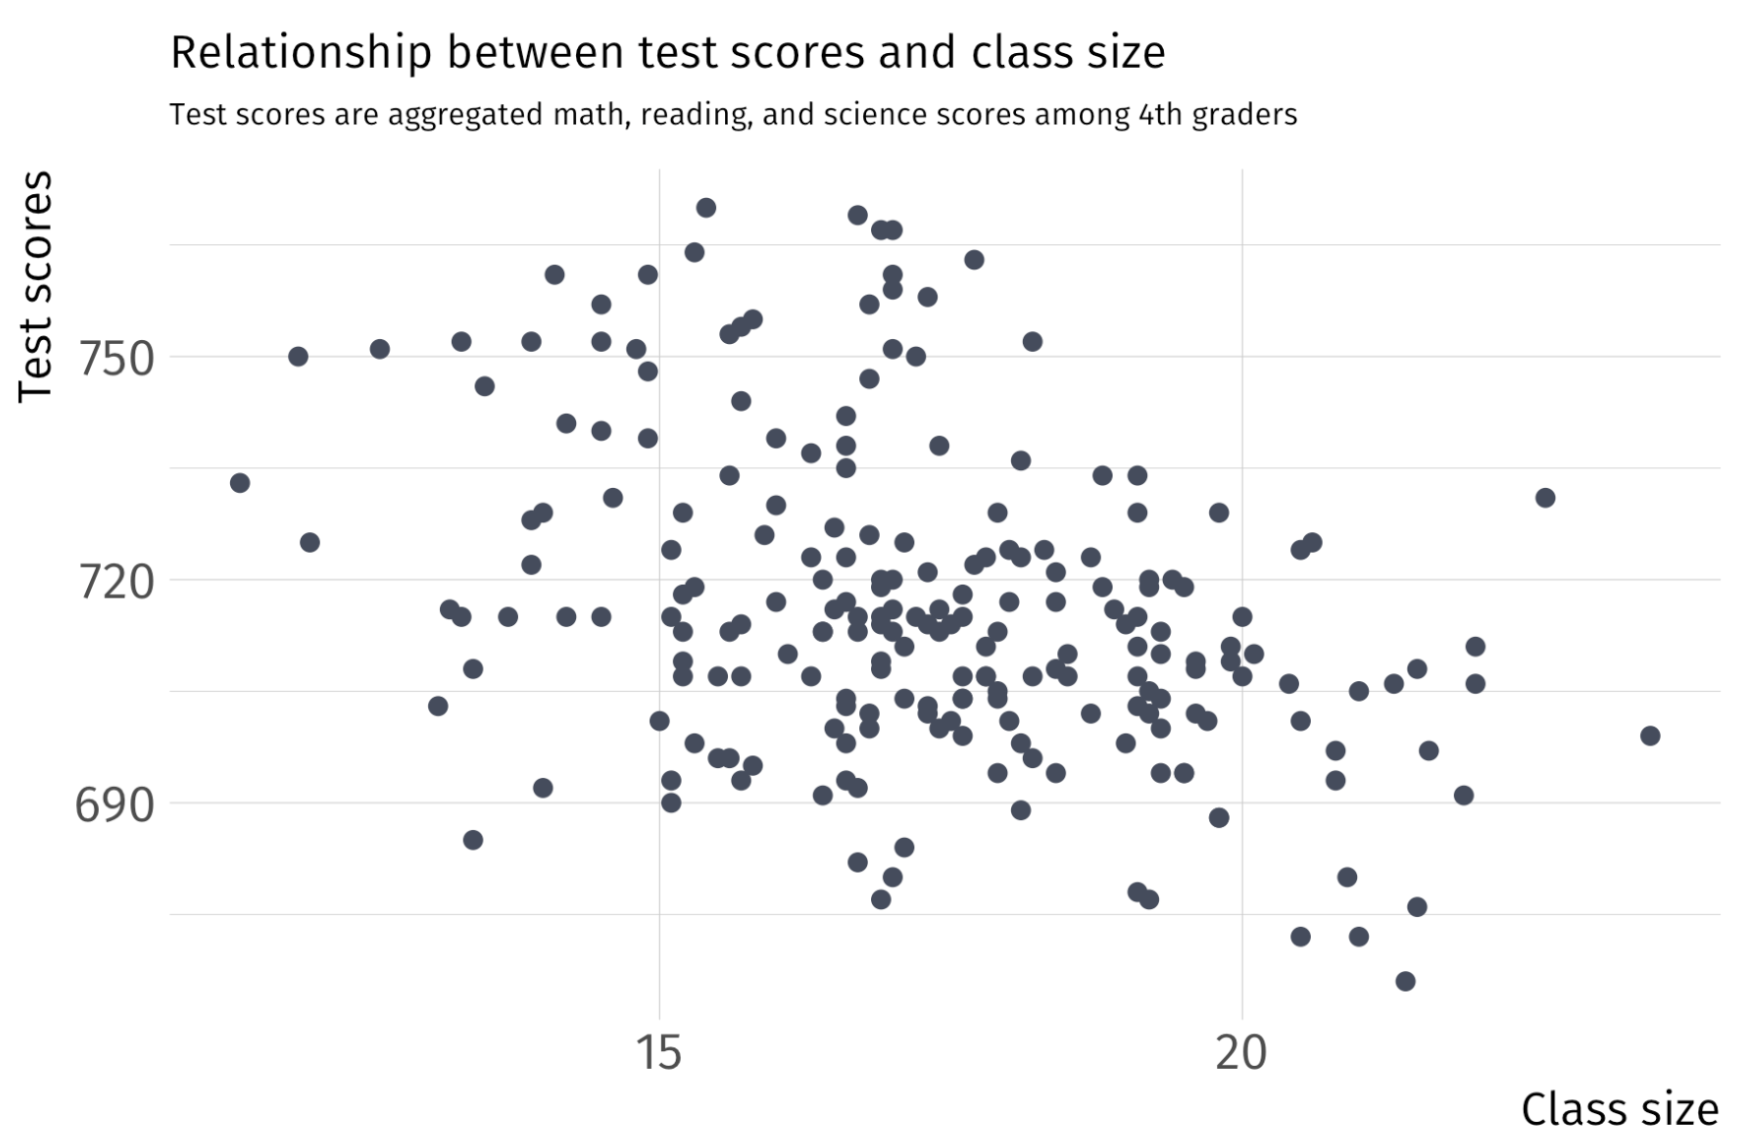 Relationship between test scores and class size
Test scores are aggregated math, reading, and science scores among 4th graders
Test scores
750
720
690
15
20
Class size